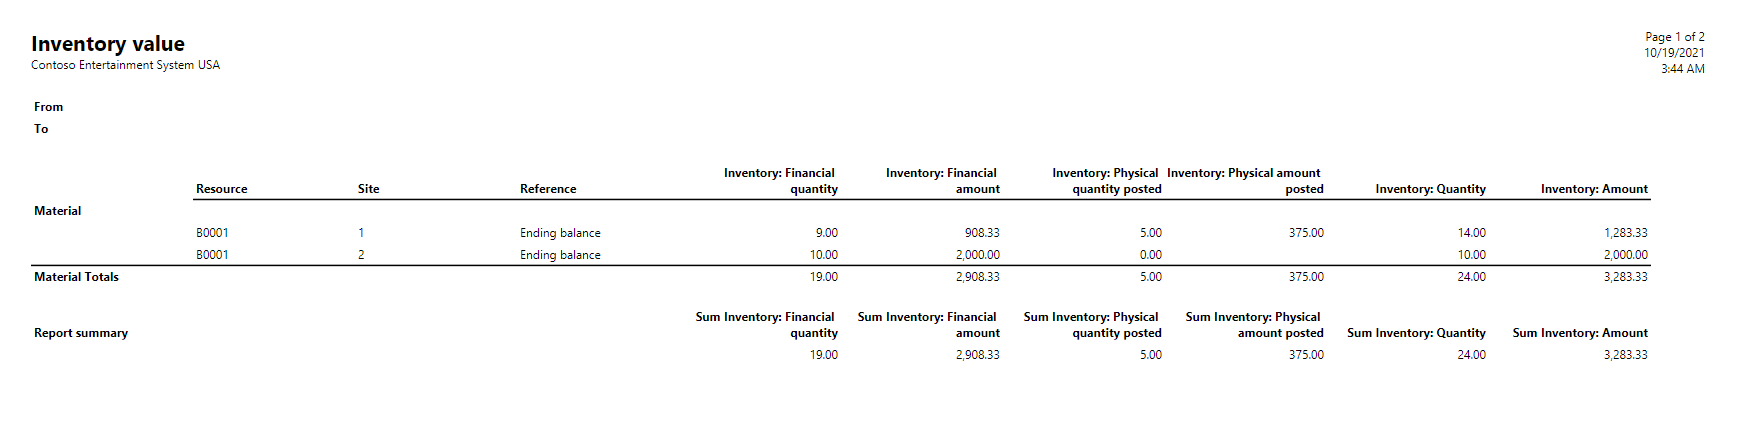 Inventory value
Contoso Entertainment System USA
Page 1 of 2
10/19/2021
3:44 AM
From
To
Inventory: Financial Inventory: Financial Inventory: Physical Inventory: Physical amount
Resource Site Reference quantity amount quantity posted posted Inventory: Quantity Inventory: Amount
Material
B0001 1 Ending balance 9.00 908.33 5.00 375.00 14.00 1,283.33
B0001 2 Ending balance 10.00 2,000.00 0.00 10.00 2,000.00
Material Totals 19.00 2,908.33 5.00 375.00 24.00 3,283.33
Sum Inventory: Financial Sum Inventory: Financial Sum Inventory: Physical Sum Inventory: Physical
Report summary quantity amount quantity posted amount posted Sum Inventory: Quantity Sum Inventory: Amount
19.00 2,908.33 5.00 375.00 24.00 3,283.33